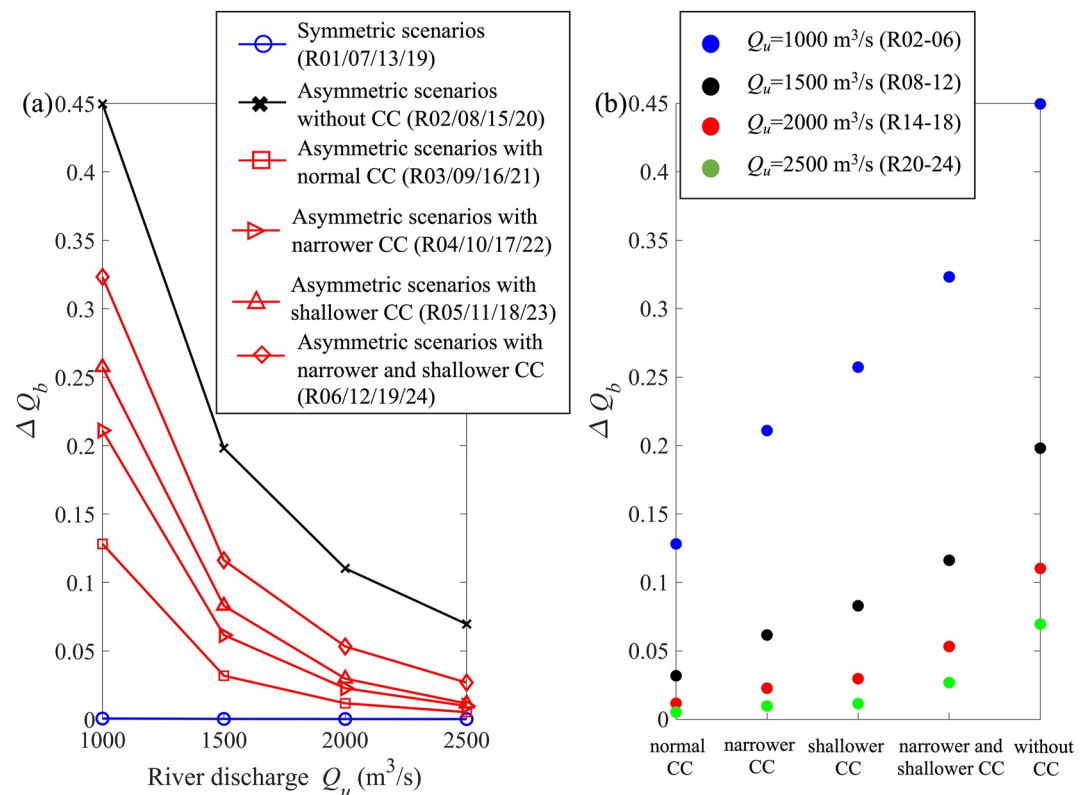 (a)
Symmetric scenarios
(R01/07/13/19)
Asymmetric scenarios
without CC (R02/08/15/20)
Asymmetric scenarios with
normal CC (R03/09/16/21)
Asymmetric scenarios with
narrower CC (R04/10/17/22)
Asymmetric scenarios with
shallower CC (R05/11/18/23)
Asymmetric scenarios with
narrower and shallower CC
(R06/12/19/24)
0.45
0.4
0.35
0.3
0.25
0.2
0.15
0.1
0.05
0
Δ Q_b
1000 1500 2000 2500
River discharge Q_u (m³/s)
(b)
Q_u=1000 m³/s (R02-06)
Q_u=1500 m³/s (R08-12)
Q_u=2000 m³/s (R14-18)
Q_u=2500 m³/s (R20-24)
0.45
0.4
0.35
0.3
0.25
0.2
0.15
0.1
0.05
0
Δ Q_b
normal
CC
narrower
CC
shallower
CC
narrower and
shallower CC
without
CC